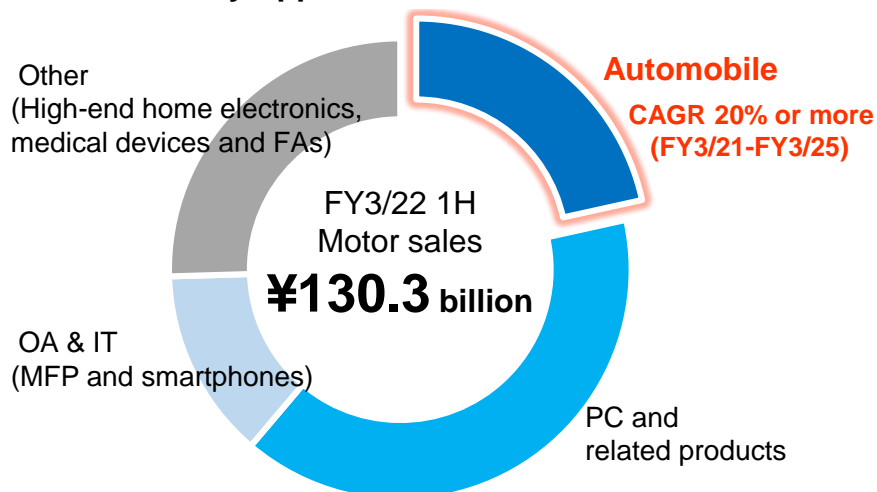 Other
(High-end home electronics,
medical devices and FAs)
Automobile
CAGR 20% or more
(FY3/21-FY3/25)
FY3/22 1H
Motor sales
¥130.3 billion
OA & IT
(MFP and smartphones)
PC and
related products